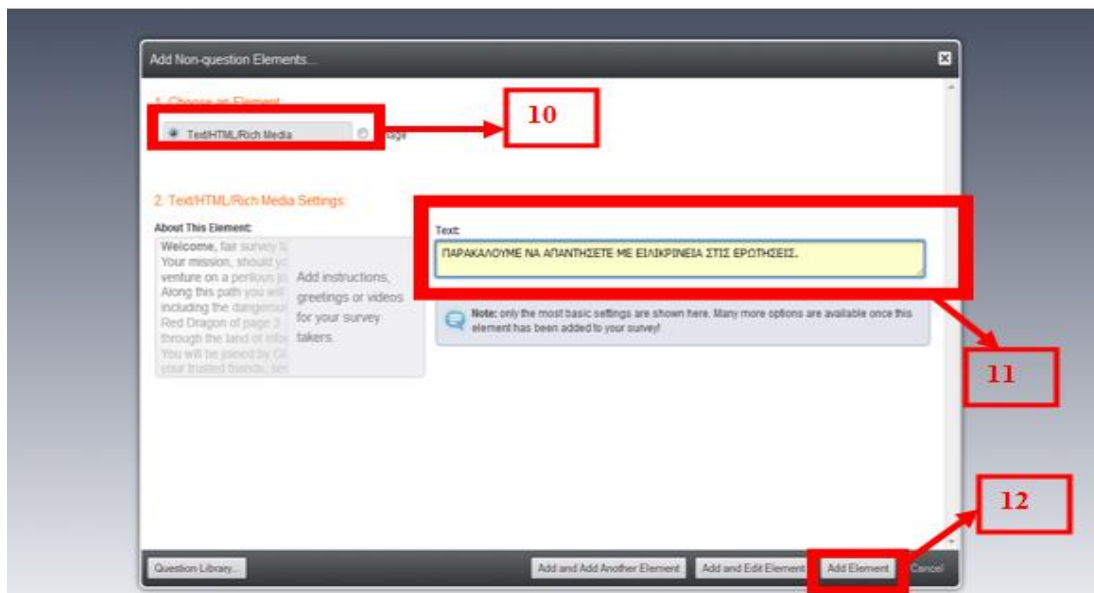 Add Non-question Elements...
1. Choose an Element:
Text/HTML/Rich Media
10
2. Text/HTML/Rich Media Settings:
About This Element:
Text:
Welcome, fair survey
Your mission, should
venture on a perilous
Along this path you will
including the dangerous
Red Dragon of page 3
through the land of
You will be joined by
your trusted friends,
Add instructions,
greetings or videos
for your survey
takers.
ΠΑΡΑΚΑΛΟΥΜΕ ΝΑ ΑΠΑΝΤΗΣΕΤΕ ΜΕ ΕΙΛΙΚΡΙΝΕΙΑ ΣΤΙΣ ΕΡΩΤΗΣΕΙΣ.
Note: only the most basic settings are shown here. Many more options are available once this
element has been added to your survey!
11
12
Question Library...
Add and Add Another Element
Add and Edit Element
Add Element
Cancel